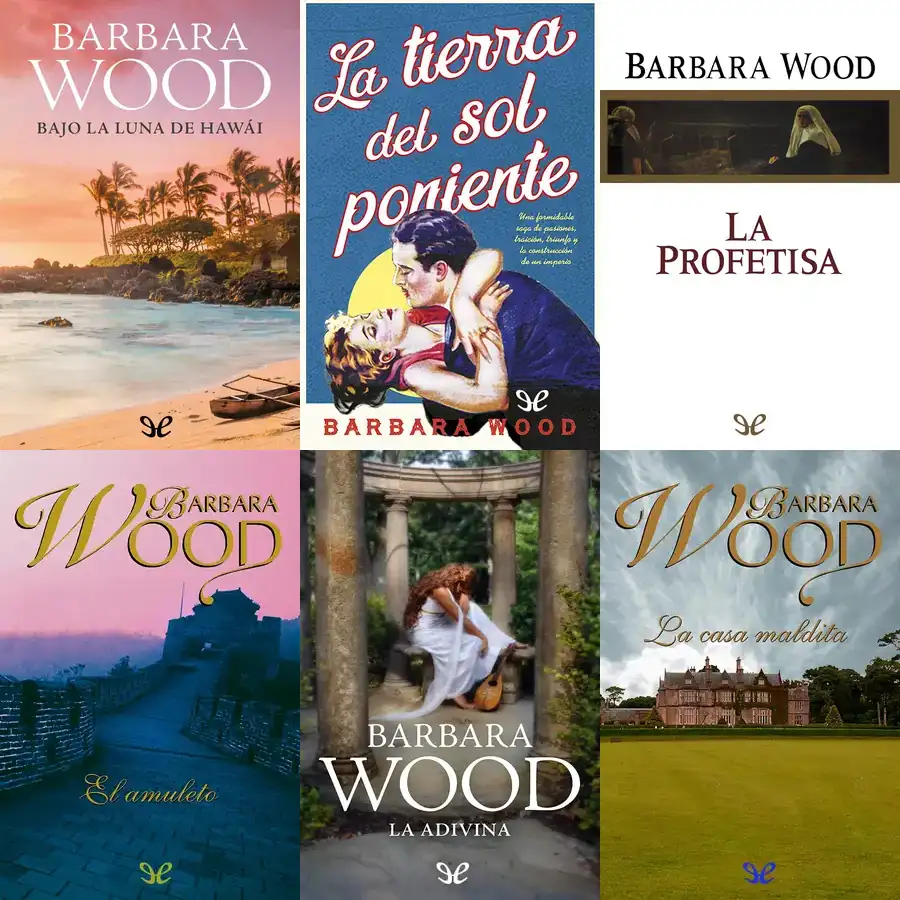 BARBARA
WOOD
BAJO LA LUNA DE HAWÁI
La tierra
del sol
poniente
Una formidable
saga de pasiones,
traición, triunfo y
la construcción
de un imperio
BARBARA WOOD
BARBARA WOOD
LA
PROFETISA
BARBARA
WOOD
El amuleto
BARBARA
WOOD
LA ADIVINA
BARBARA
WOOD
La casa maldita